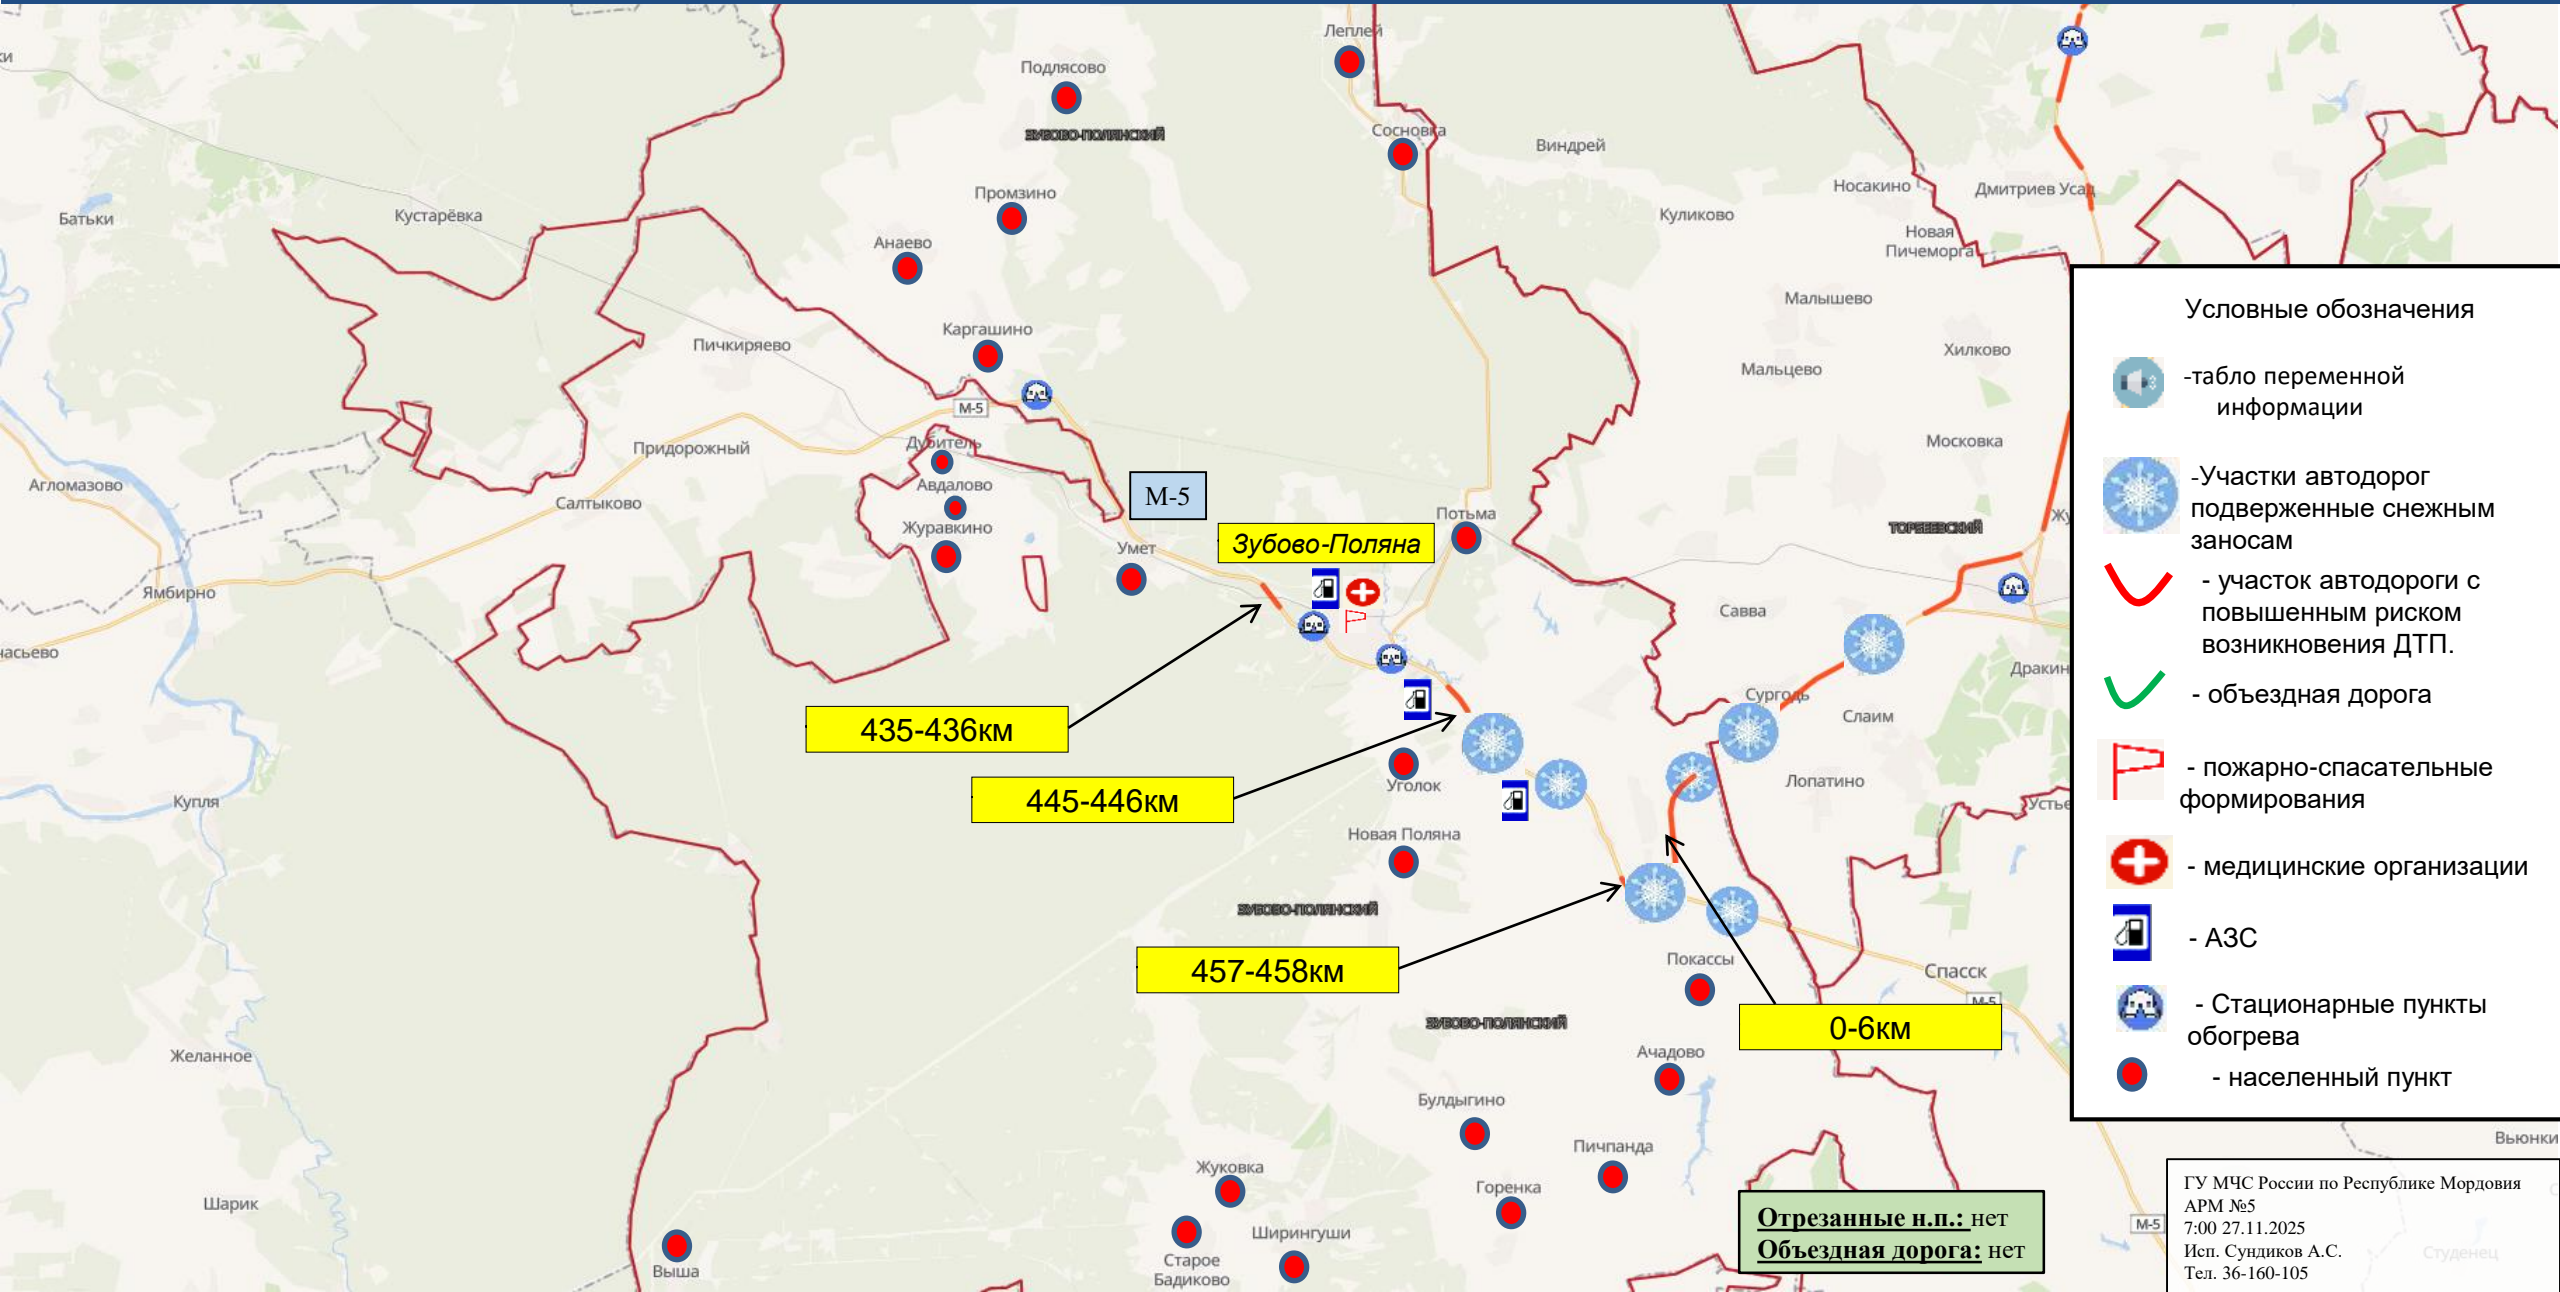 Леплей
Подлясово
ЗУБОВО-ПОЛЯНСКИЙ
Сосновка
Виндрей
Промзино
Носакино
Дмитриев Усад
Батьки
Кустарёвка
Куликово
Анаево
Новая
Пичеморга
Малышево
Каргашино
Пичкиряево
Хилково
Мальцево
М-5
Дубитель
Придорожный
Московка
Агломазово
Авдалово
Салтыково
М-5
Потьма
Журавкино
ТОРБЕЕВСКИЙ
Умет
Зубово-Поляна
Ямбирно
Савва
Дракин
Сургодь
Слаим
435-436км
Уголок
Лопатино
445-446км
Купля
Устье
Новая Поляна
ЗУБОВО-ПОЛЯНСКИЙ
Покассы
457-458км
Спасск
М-5
ЗУБОВО-ПОЛЯНСКИЙ
0-6км
Желанное
Ачадово
Булдыгино
Пичпанда
Жуковка
Горенка
Шарик
Ширингуши
Старое
Бадиково
Выша
Вьюнки
М-5
Студенец
Условные обозначения
-табло переменной
информации
-Участки автодорог
подверженные снежным
заносам
- участок автодороги с
повышенным риском
возникновения ДТП.
- объездная дорога
- пожарно-спасательные
формирования
- медицинские организации
- АЗС
- Стационарные пункты
обогрева
- населенный пункт
Отрезанные н.п.: нет
Объездная дорога: нет
ГУ МЧС России по Республике Мордовия
АРМ №5
7:00 27.11.2025
Исп. Сундиков А.С.
Тел. 36-160-105